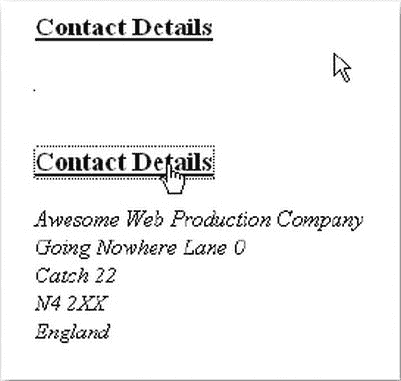 Contact Details
Contact Details
Awesome Web Production Company
Going Nowhere Lane 0
Catch 22
N4 2XX
England